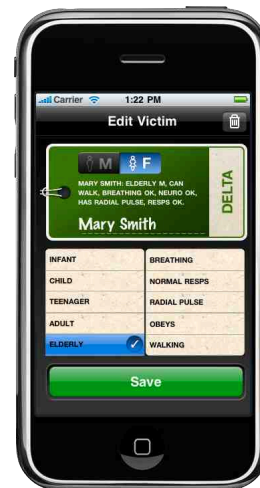 Carrier 1:22 PM
Edit Victim
M F
MARY SMITH: ELDERLY M, CAN
WALK, BREATHING OK, NEURO OK,
HAS RADIAL PULSE, RESPS OK.
Mary Smith
DELTA
INFANT BREATHING
CHILD NORMAL RESPS
TEENAGER RADIAL PULSE
ADULT OBEYS
ELDERLY WALKING
Save